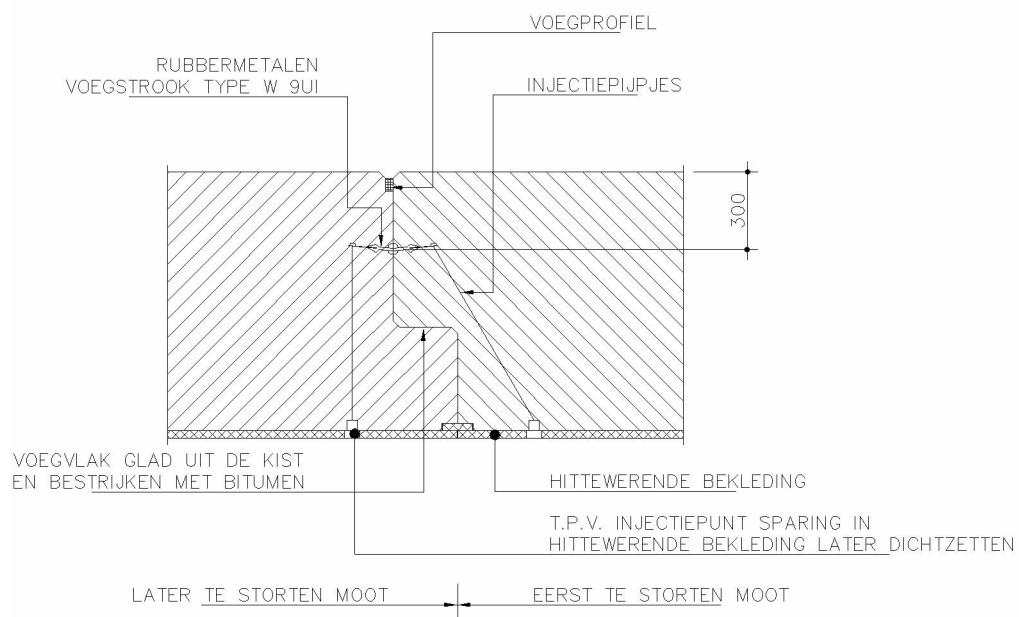 VOEGPROFIEL
RUBBERMETALEN
VOEGSTROOK TYPE W 9UI
INJECTIEPIJPJES
300
VOEGVLAK GLAD UIT DE KIST
EN BESTRIJKEN MET BITUMEN
HITTEWERENDE BEKLEDING
T.P.V. INJECTIEPUNT SPARING IN
HITTEWERENDE BEKLEDING LATER DICHTZETTEN
LATER TE STORTEN MOOT
EERST TE STORTEN MOOT